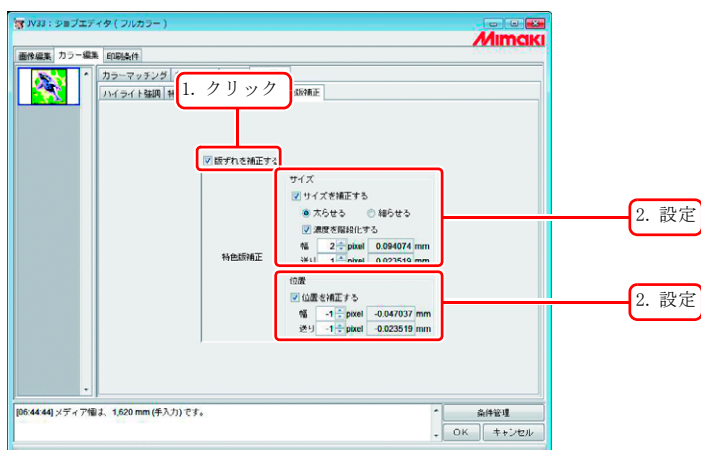 JV33 : ジョブエディタ ( フルカラー )
Mimaki
画像編集 カラー編集 印刷条件
カラーマッチング
1. クリック
ハイライト強調
版補正
版ずれを補正する
サイズ
サイズを補正する
太らせる 細らせる
2. 設定
濃度を階段化する
幅 2 pixel 0.094074 mm
特色版補正
送り 1 pixel 0.023519 mm
位置
位置を補正する
2. 設定
幅 -1 pixel -0.047037 mm
送り -1 pixel -0.023519 mm
[06:44:44] メディア幅は、1,620 mm (手入力) です。
条件管理
OK キャンセル